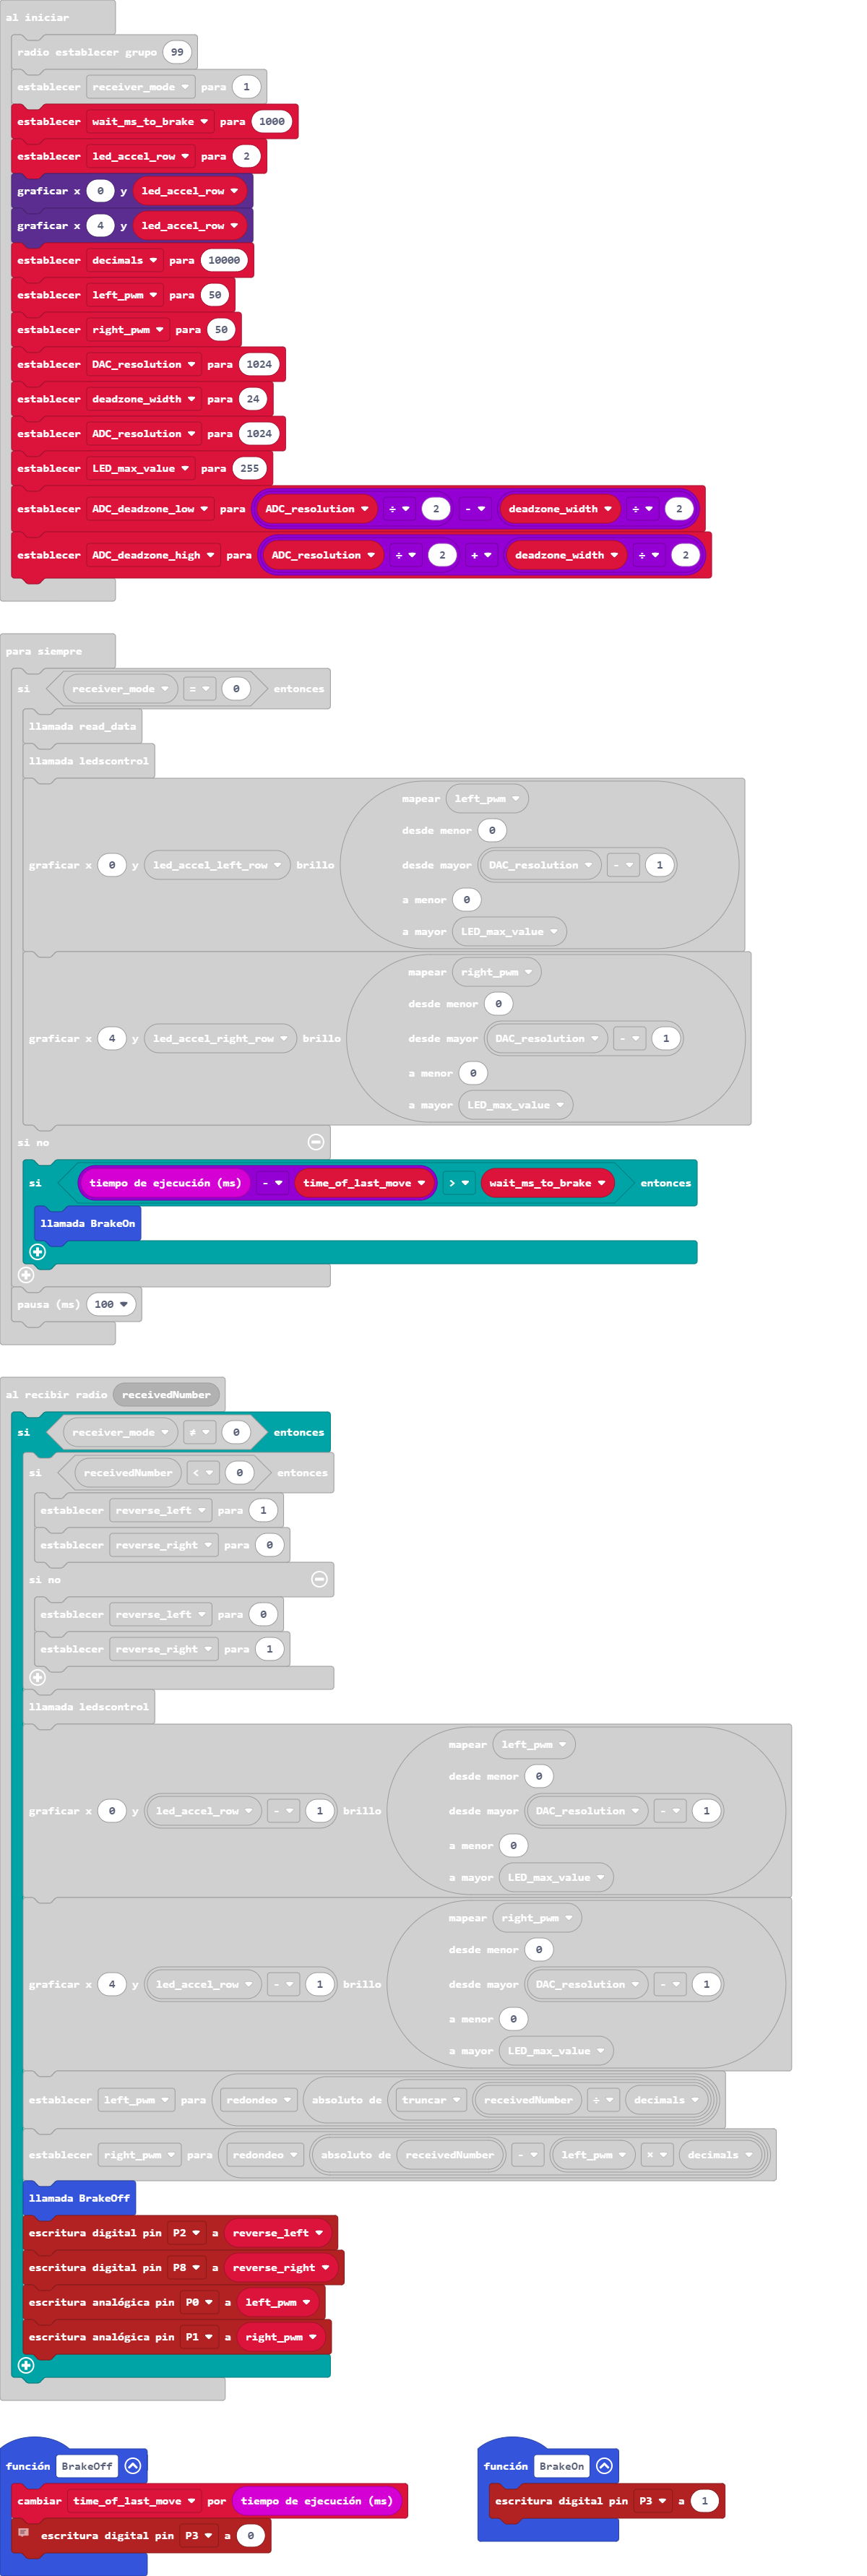 al iniciar
radio establecer grupo 99
establecer receiver_mode para 1
establecer wait_ms_to_brake para 1000
establecer led_accel_row para 2
graficar x 0 y led_accel_row
graficar x 4 y led_accel_row
establecer decimals para 10000
establecer left_pwm para 50
establecer right_pwm para 50
establecer DAC_resolution para 1024
establecer deadzone_width para 24
establecer ADC_resolution para 1024
establecer LED_max_value para 255
establecer ADC_deadzone_low para ADC_resolution ÷ 2 - deadzone_width ÷ 2
establecer ADC_deadzone_high para ADC_resolution ÷ 2 + deadzone_width ÷ 2
para siempre
si receiver_mode = 0 entonces
llamada read_data
llamada ledscontrol
mapear left_pwm
desde menor 0
graficar x 0 y led_accel_left_row brillo desde mayor DAC_resolution - 1
a menor 0
a mayor LED_max_value
mapear right_pwm
desde menor 0
graficar x 4 y led_accel_right_row brillo desde mayor DAC_resolution - 1
a menor 0
a mayor LED_max_value
si no
si tiempo de ejecución (ms) - time_of_last_move > wait_ms_to_brake entonces
llamada BrakeOn
pausa (ms) 100
al recibir radio receivedNumber
si receiver_mode ≠ 0 entonces
si receivedNumber < 0 entonces
establecer reverse_left para 1
establecer reverse_right para 0
si no
establecer reverse_left para 0
establecer reverse_right para 1
llamada ledscontrol
mapear left_pwm
desde menor 0
graficar x 0 y led_accel_row - 1 brillo desde mayor DAC_resolution - 1
a menor 0
a mayor LED_max_value
mapear right_pwm
desde menor 0
graficar x 4 y led_accel_row - 1 brillo desde mayor DAC_resolution - 1
a menor 0
a mayor LED_max_value
establecer left_pwm para redondeo absoluto de truncar receivedNumber ÷ decimals
establecer right_pwm para redondeo absoluto de receivedNumber - left_pwm × decimals
llamada BrakeOff
escritura digital pin P2 a reverse_left
escritura digital pin P8 a reverse_right
escritura analógica pin P0 a left_pwm
escritura analógica pin P1 a right_pwm
función BrakeOff
cambiar time_of_last_move por tiempo de ejecución (ms)
escritura digital pin P3 a 0
función BrakeOn
escritura digital pin P3 a 1